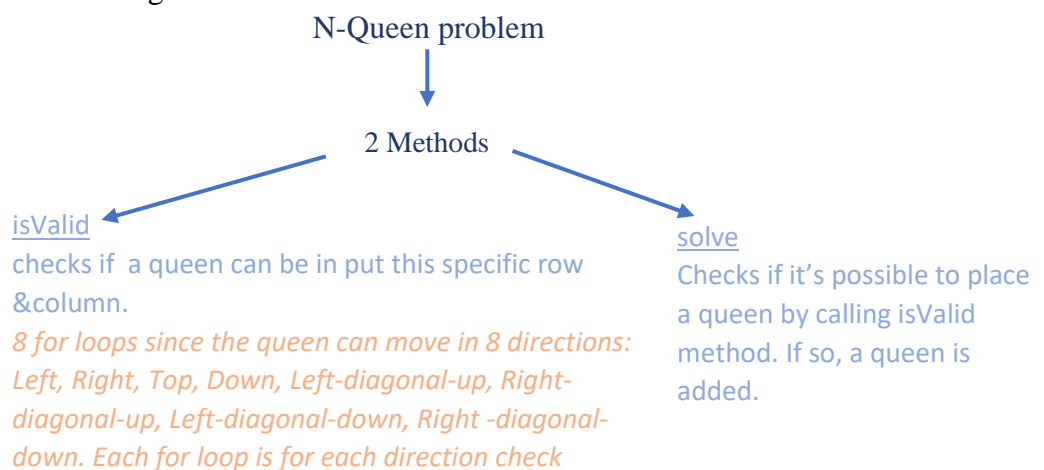 N-Queen problem
2 Methods
isValid
checks if a queen can be in put this specific row
&column.
8 for loops since the queen can move in 8 directions:
Left, Right, Top, Down, Left-diagonal-up, Right-
diagonal-up, Left-diagonal-down, Right -diagonal-
down. Each for loop is for each direction check
solve
Checks if it’s possible to place
a queen by calling isValid
method. If so, a queen is
added.